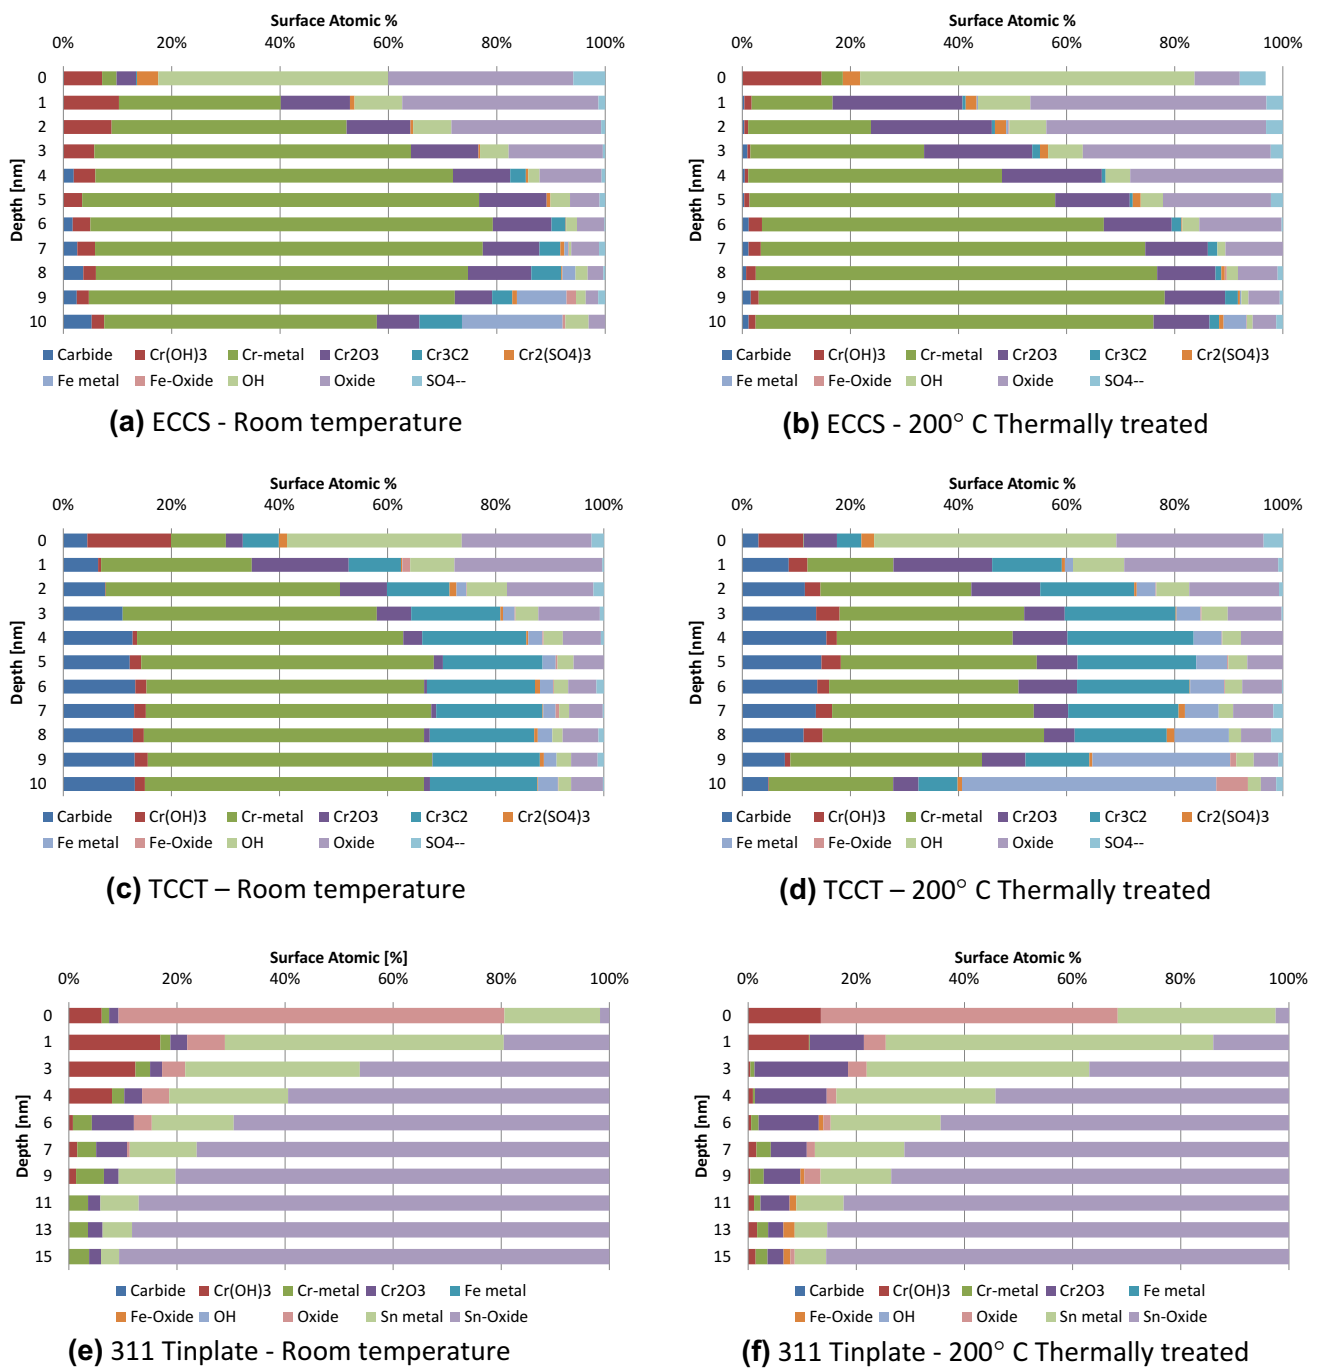 Surface Atomic %
0% 20% 40% 60% 80% 100%
Depth [nm]
0
1
2
3
4
5
6
7
8
9
10
Carbide Cr(OH)3 Cr-metal Cr2O3 Cr3C2 Cr2(SO4)3
Fe metal Fe-Oxide OH Oxide SO4--
(a) ECCS - Room temperature
Surface Atomic %
0% 20% 40% 60% 80% 100%
Depth [nm]
0
1
2
3
4
5
6
7
8
9
10
Carbide Cr(OH)3 Cr-metal Cr2O3 Cr3C2 Cr2(SO4)3
Fe metal Fe-Oxide OH Oxide SO4--
(b) ECCS - 200° C Thermally treated
Surface Atomic %
0% 20% 40% 60% 80% 100%
Depth [nm]
0
1
2
3
4
5
6
7
8
9
10
Carbide Cr(OH)3 Cr-metal Cr2O3 Cr3C2 Cr2(SO4)3
Fe metal Fe-Oxide OH Oxide SO4--
(c) TCCT – Room temperature
Surface Atomic %
0% 20% 40% 60% 80% 100%
Depth [nm]
0
1
2
3
4
5
6
7
8
9
10
Carbide Cr(OH)3 Cr-metal Cr2O3 Cr3C2 Cr2(SO4)3
Fe metal Fe-Oxide OH Oxide SO4--
(d) TCCT – 200° C Thermally treated
Surface Atomic [%]
0% 20% 40% 60% 80% 100%
Depth [nm]
0
1
3
4
6
7
9
11
13
15
Carbide Cr(OH)3 Cr-metal Cr2O3 Fe metal
Fe-Oxide OH Oxide Sn metal Sn-Oxide
(e) 311 Tinplate - Room temperature
Surface Atomic %
0% 20% 40% 60% 80% 100%
Depth [nm]
0
1
3
4
6
7
9
11
13
15
Carbide Cr(OH)3 Cr-metal Cr2O3 Fe metal
Fe-Oxide OH Oxide Sn metal Sn-Oxide
(f) 311 Tinplate - 200° C Thermally treated